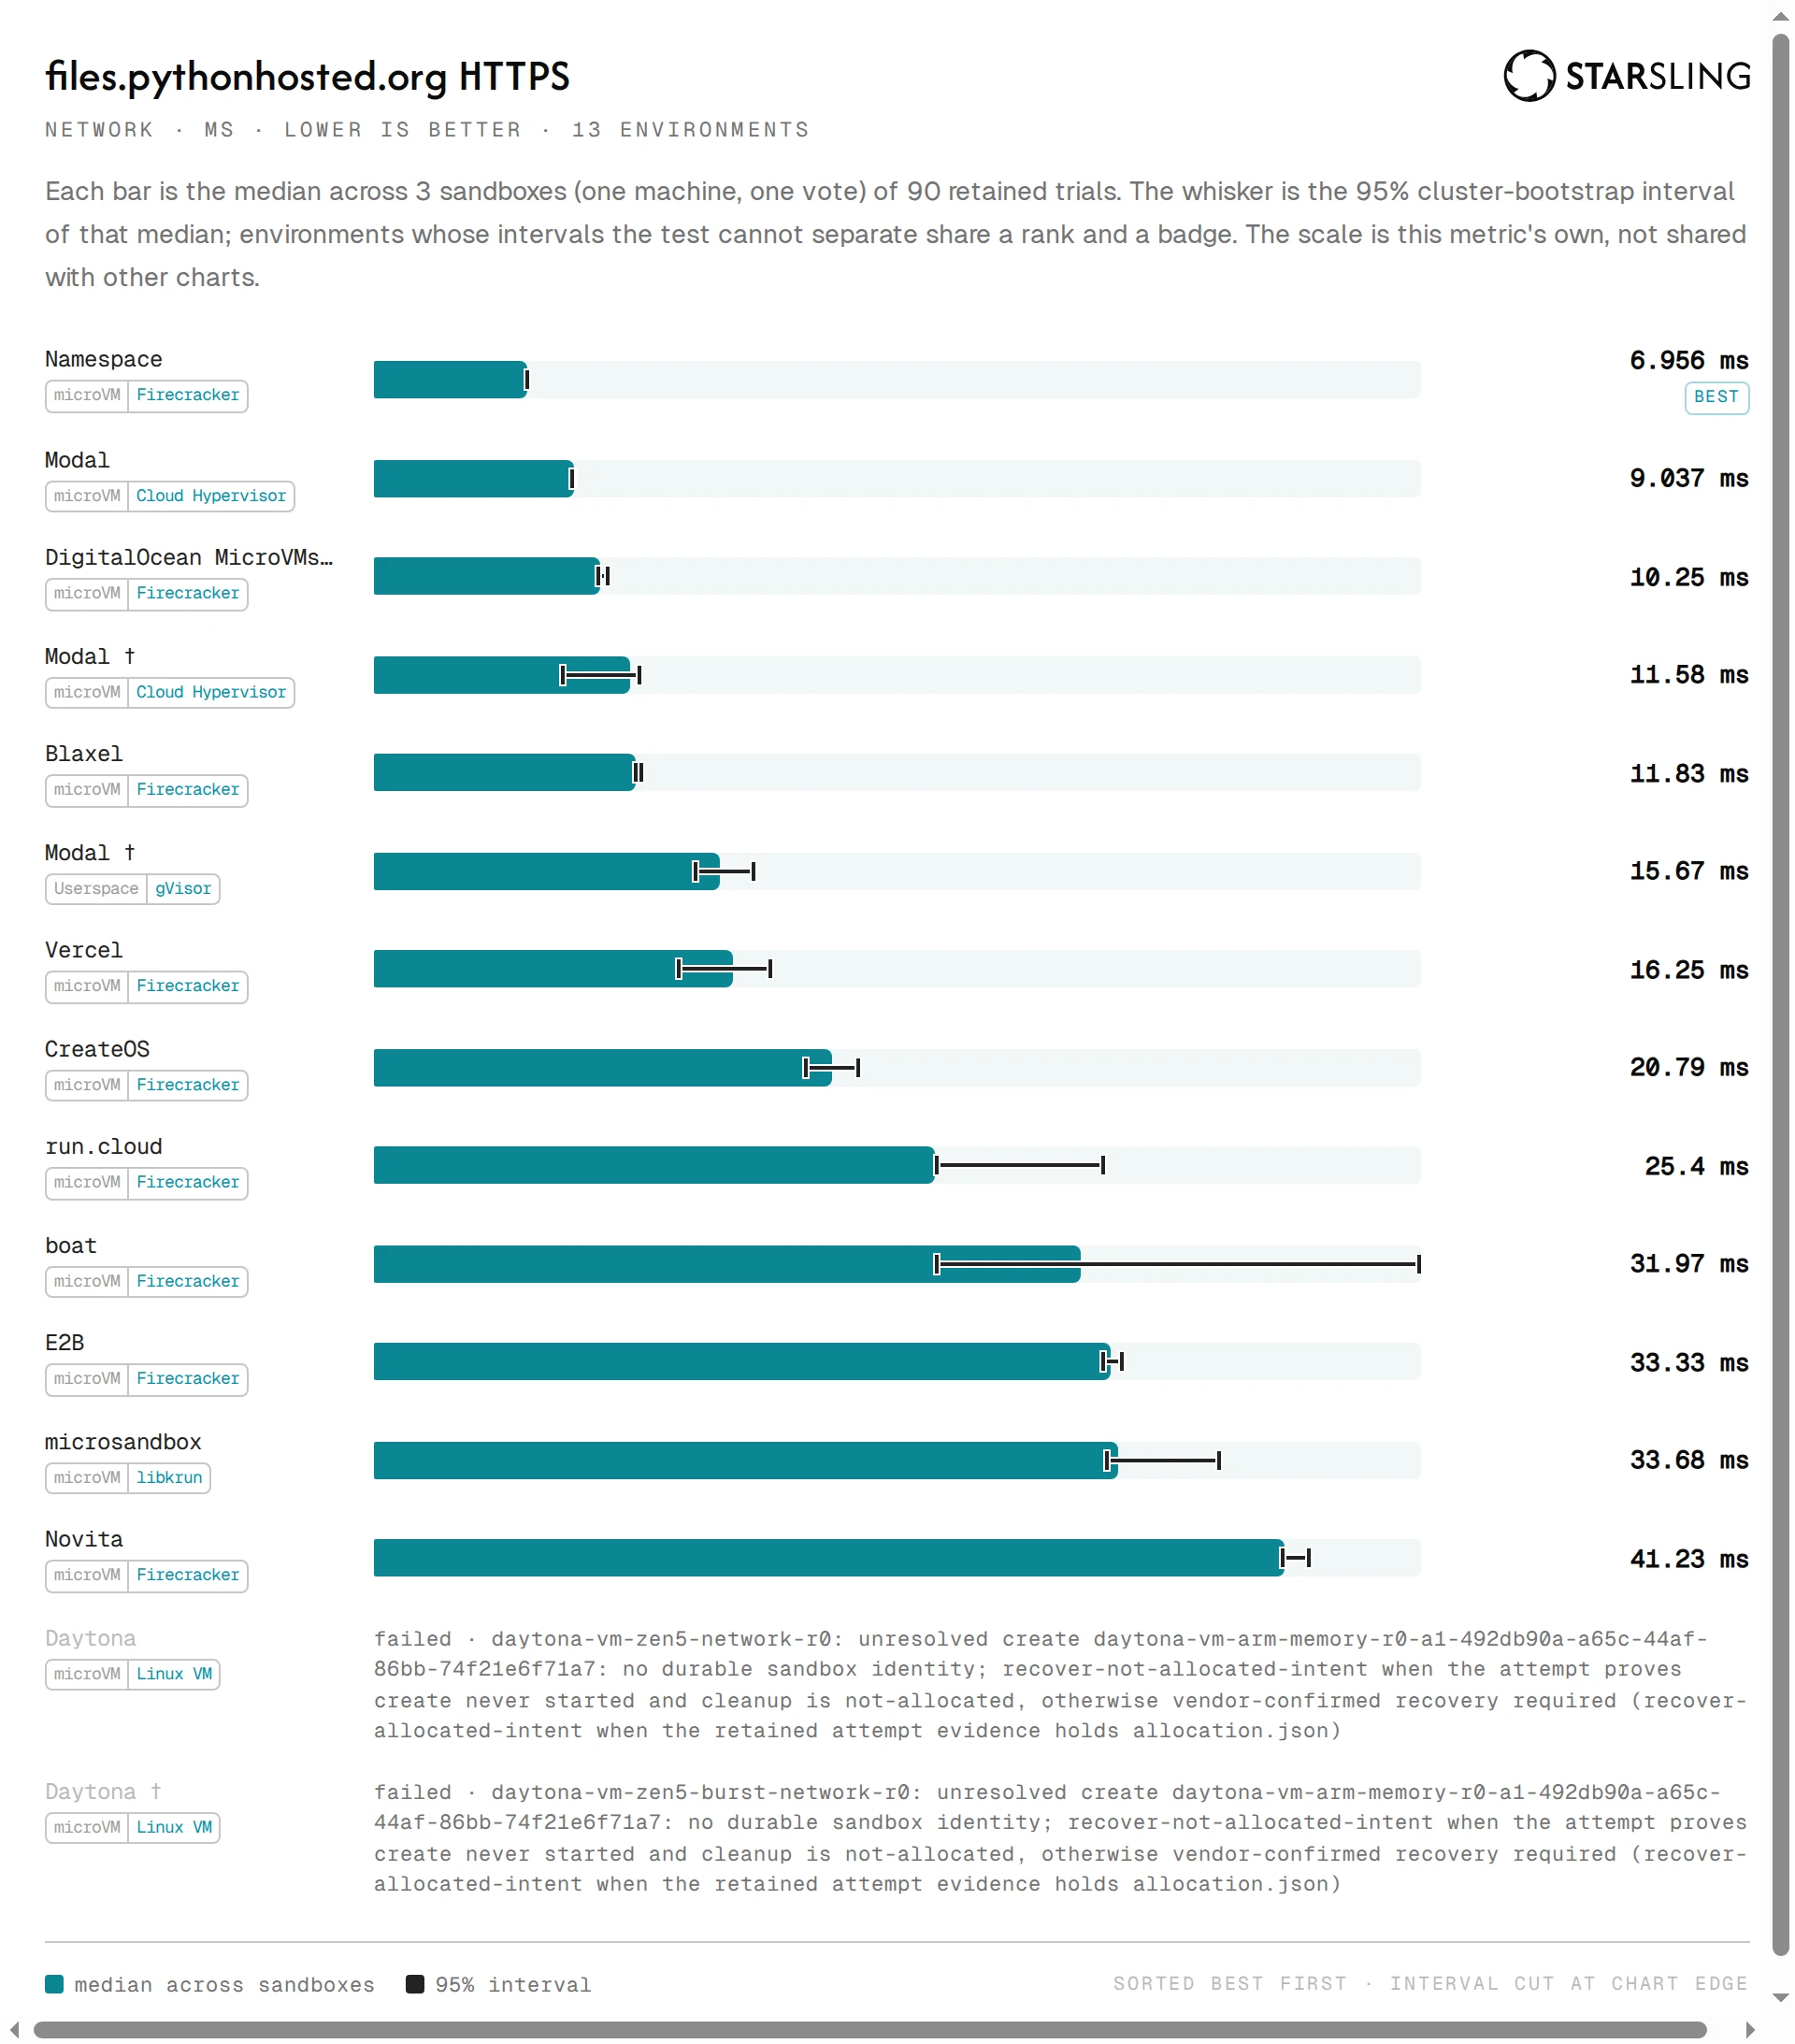 files.pythonhosted.org HTTPS
STARSLING
NETWORK · MS · LOWER IS BETTER · 13 ENVIRONMENTS
Each bar is the median across 3 sandboxes (one machine, one vote) of 90 retained trials. The whisker is the 95% cluster-bootstrap interval
of that median; environments whose intervals the test cannot separate share a rank and a badge. The scale is this metric's own, not shared
with other charts.
Namespace
microVM Firecracker
6.956 ms
BEST
Modal
microVM Cloud Hypervisor
9.037 ms
DigitalOcean MicroVMs…
microVM Firecracker
10.25 ms
Modal †
microVM Cloud Hypervisor
11.58 ms
Blaxel
microVM Firecracker
11.83 ms
Modal †
Userspace gVisor
15.67 ms
Vercel
microVM Firecracker
16.25 ms
CreateOS
microVM Firecracker
20.79 ms
run.cloud
microVM Firecracker
25.4 ms
boat
microVM Firecracker
31.97 ms
E2B
microVM Firecracker
33.33 ms
microsandbox
microVM libkrun
33.68 ms
Novita
microVM Firecracker
41.23 ms
Daytona
microVM Linux VM
failed · daytona-vm-zen5-network-r0: unresolved create daytona-vm-arm-memory-r0-a1-492db90a-a65c-44af-
86bb-74f21e6f71a7: no durable sandbox identity; recover-not-allocated-intent when the attempt proves
create never started and cleanup is not-allocated, otherwise vendor-confirmed recovery required (recover-
allocated-intent when the retained attempt evidence holds allocation.json)
Daytona †
microVM Linux VM
failed · daytona-vm-zen5-burst-network-r0: unresolved create daytona-vm-arm-memory-r0-a1-492db90a-a65c-
44af-86bb-74f21e6f71a7: no durable sandbox identity; recover-not-allocated-intent when the attempt proves
create never started and cleanup is not-allocated, otherwise vendor-confirmed recovery required (recover-
allocated-intent when the retained attempt evidence holds allocation.json)
median across sandboxes
95% interval
SORTED BEST FIRST · INTERVAL CUT AT CHART EDGE